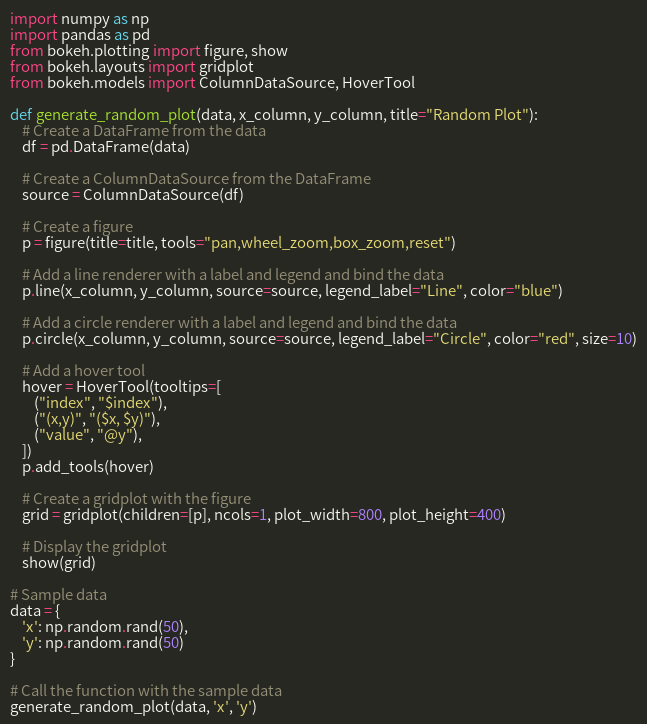 import numpy as np
import pandas as pd
from bokeh.plotting import figure, show
from bokeh.layouts import gridplot
from bokeh.models import ColumnDataSource, HoverTool

def generate_random_plot(data, x_column, y_column, title="Random Plot"):
    # Create a DataFrame from the data
    df = pd.DataFrame(data)

    # Create a ColumnDataSource from the DataFrame
    source = ColumnDataSource(df)

    # Create a figure
    p = figure(title=title, tools="pan,wheel_zoom,box_zoom,reset")

    # Add a line renderer with a label and legend and bind the data
    p.line(x_column, y_column, source=source, legend_label="Line", color="blue")

    # Add a circle renderer with a label and legend and bind the data
    p.circle(x_column, y_column, source=source, legend_label="Circle", color="red", size=10)

    # Add a hover tool
    hover = HoverTool(tooltips=[
        ("index", "$index"),
        ("(x,y)", "($x, $y)"),
        ("value", "@y"),
    ])
    p.add_tools(hover)

    # Create a gridplot with the figure
    grid = gridplot(children=[p], ncols=1, plot_width=800, plot_height=400)

    # Display the gridplot
    show(grid)

# Sample data
data = {
    'x': np.random.rand(50),
    'y': np.random.rand(50)
}

# Call the function with the sample data
generate_random_plot(data, 'x', 'y')